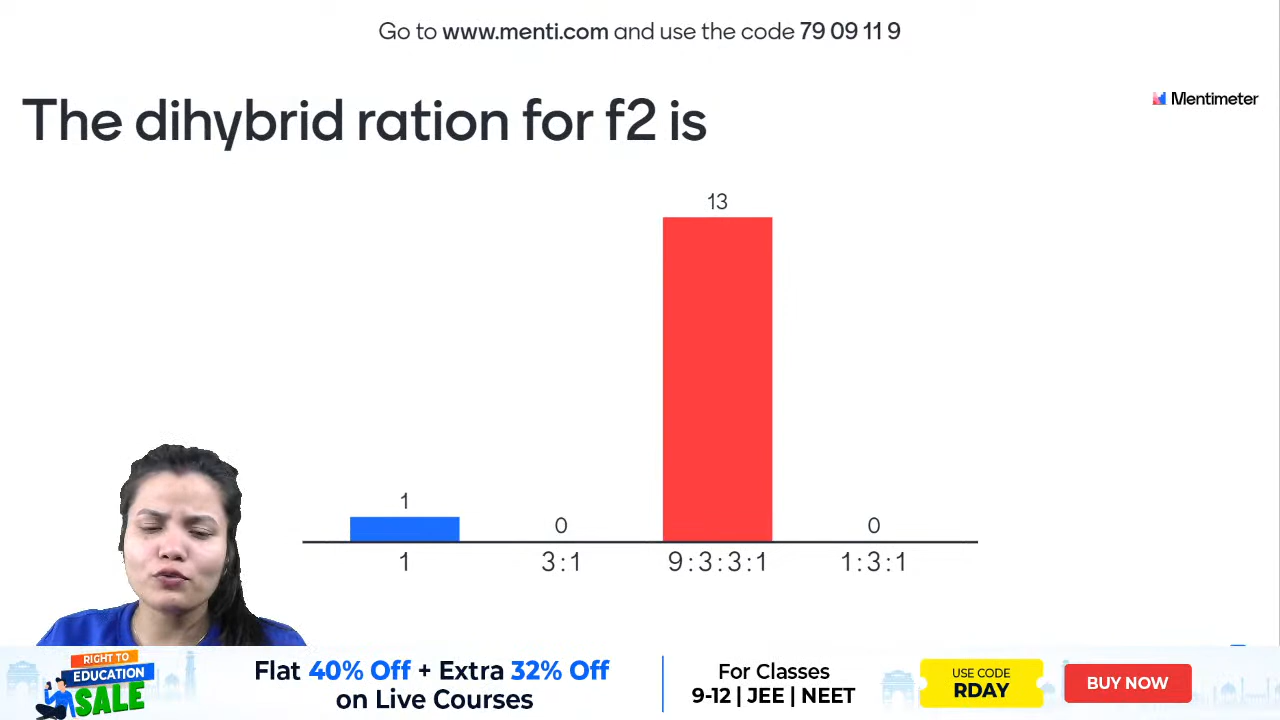 Go to www.menti.com and use the code 79 09 11 9
Mentimeter
The dihybrid ration for f2 is
13
1
0
0
1
3:1
9:3:3:1
1:3:1
RIGHT TO
EDUCATION
SALE
Flat 40% Off + Extra 32% Off
on Live Courses
For Classes
9-12 | JEE | NEET
USE CODE
RDAY
BUY NOW